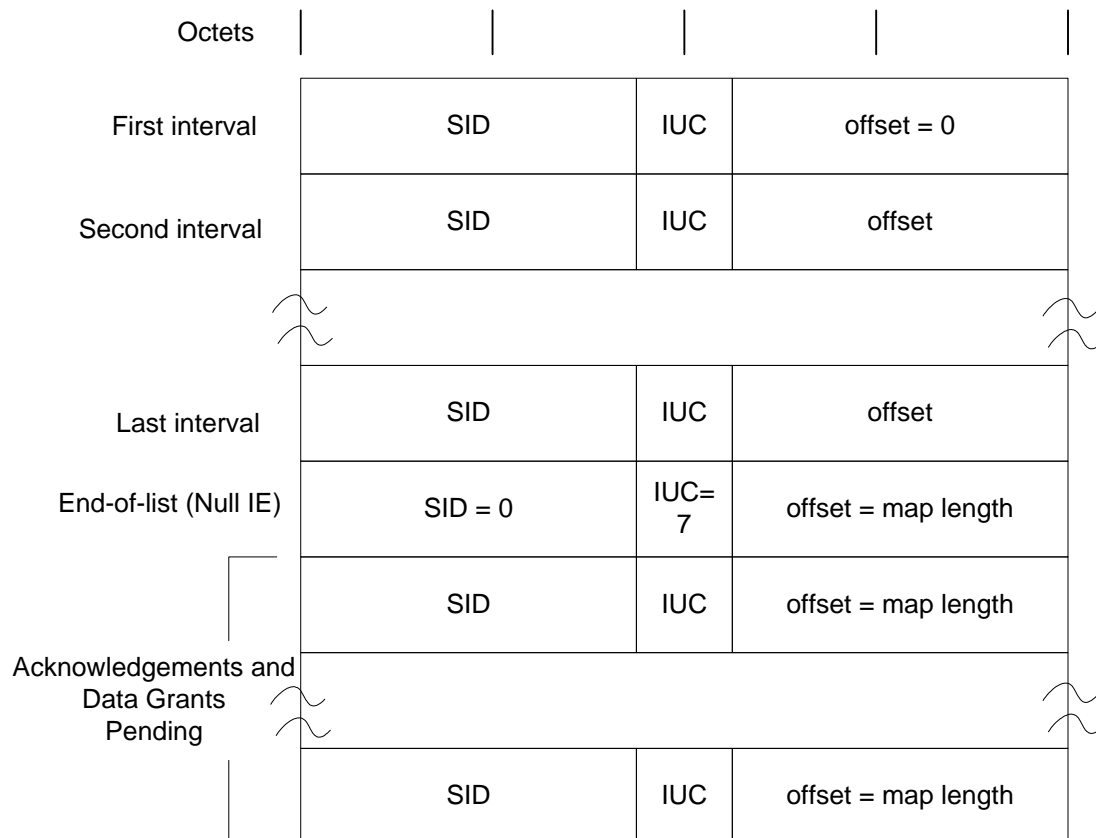 Octets
First interval
SID
IUC
offset = 0
Second interval
SID
IUC
offset
Last interval
SID
IUC
offset
End-of-list (Null IE)
SID = 0
IUC=
7
offset = map length
SID
IUC
offset = map length
Acknowledgements and
Data Grants
Pending
SID
IUC
offset = map length